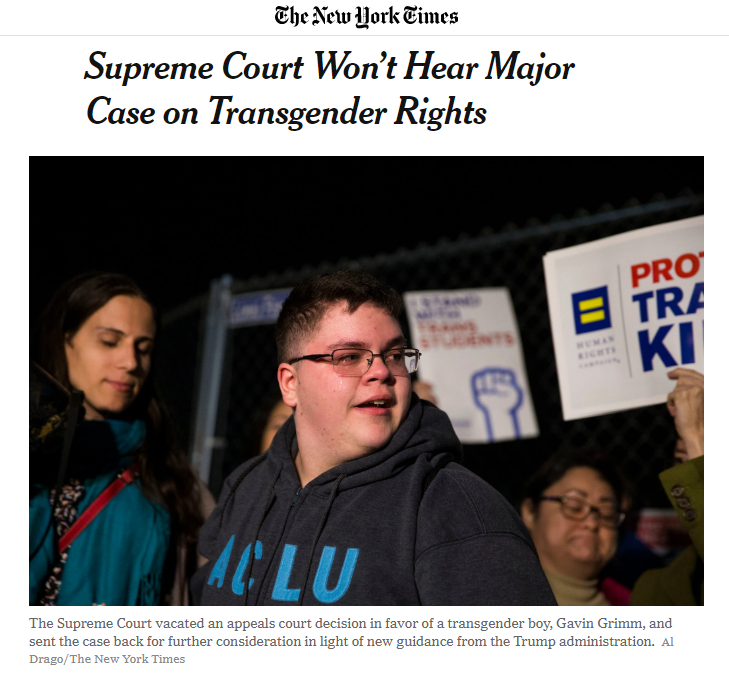 The New York Times
Supreme Court Won't Hear Major
Case on Transgender Rights
I STAND
WITH
TRANS
STUDENTS
PRO
TRA
KI
HUMAN
RIGHTS
CAMPAIGN
ACLU
The Supreme Court vacated an appeals court decision in favor of a transgender boy, Gavin Grimm, and
sent the case back for further consideration in light of new guidance from the Trump administration. Al
Drago/The New York Times